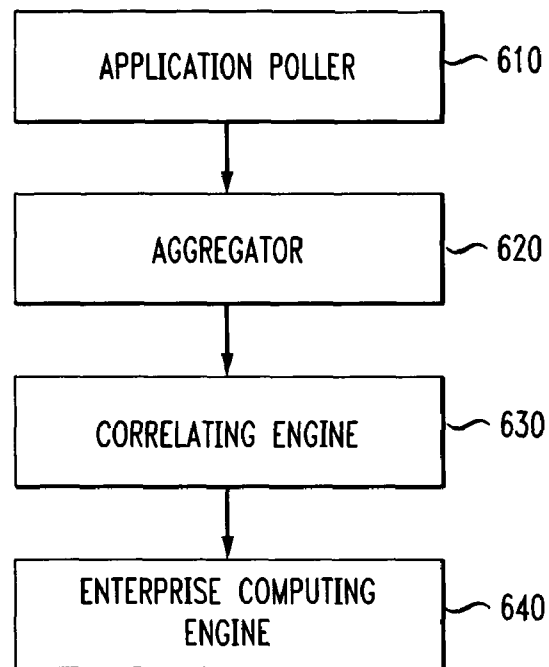 APPLICATION POLLER
610
AGGREGATOR
620
CORRELATING ENGINE
630
ENTERPRISE COMPUTING
ENGINE
640